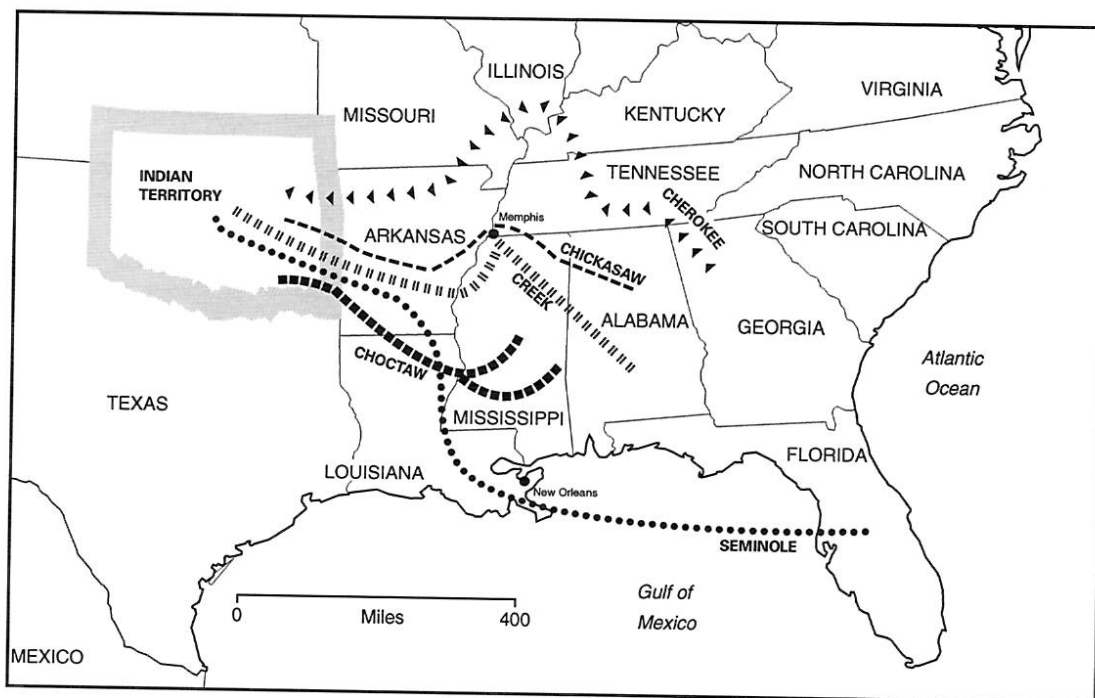 ILLINOIS
VIRGINIA
MISSOURI
KENTUCKY
INDIAN
TERRITORY
TENNESSEE
NORTH CAROLINA
CHEROKEE
Memphis
SOUTH CAROLINA
ARKANSAS
CHICKASAW
CREEK
ALABAMA
GEORGIA
CHOCTAW
Atlantic
Ocean
TEXAS
MISSISSIPPI
FLORIDA
LOUISIANA
New Orleans
SEMINOLE
Gulf of
Mexico
0 Miles 400
MEXICO